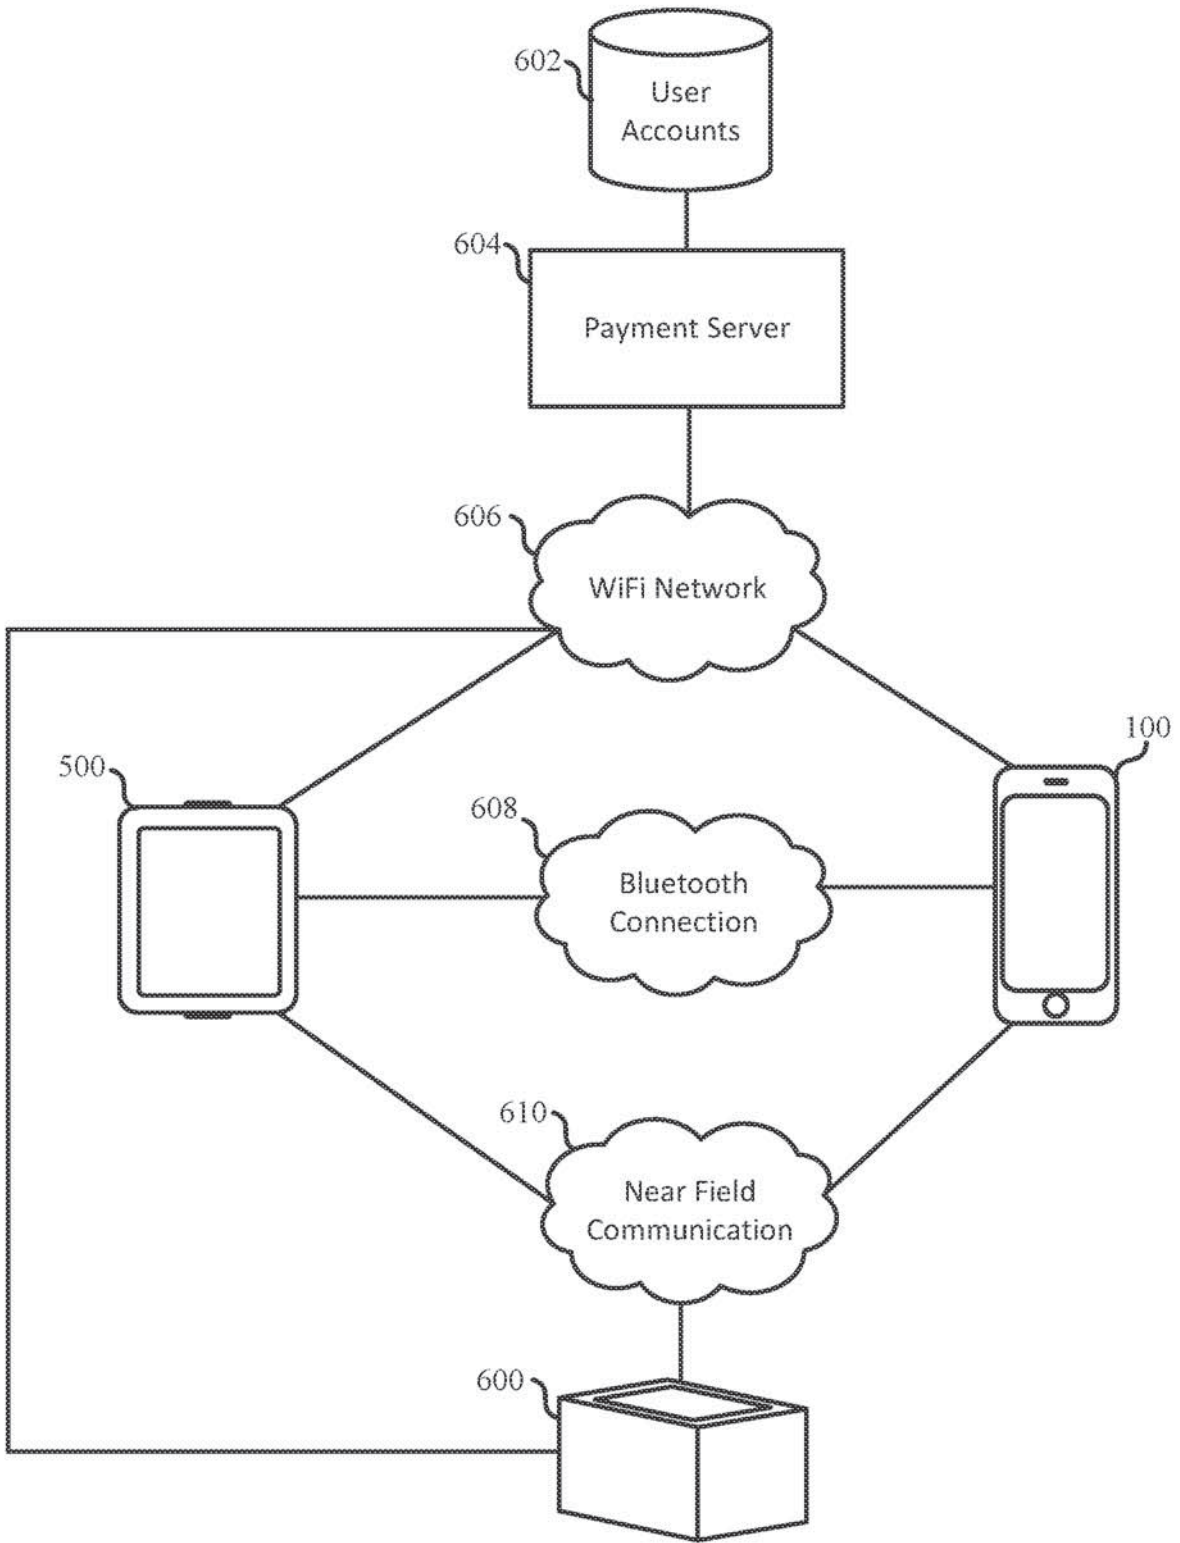 602
User
Accounts
604
Payment Server
606
WiFi Network
500
100
608
Bluetooth
Connection
610
Near Field
Communication
600